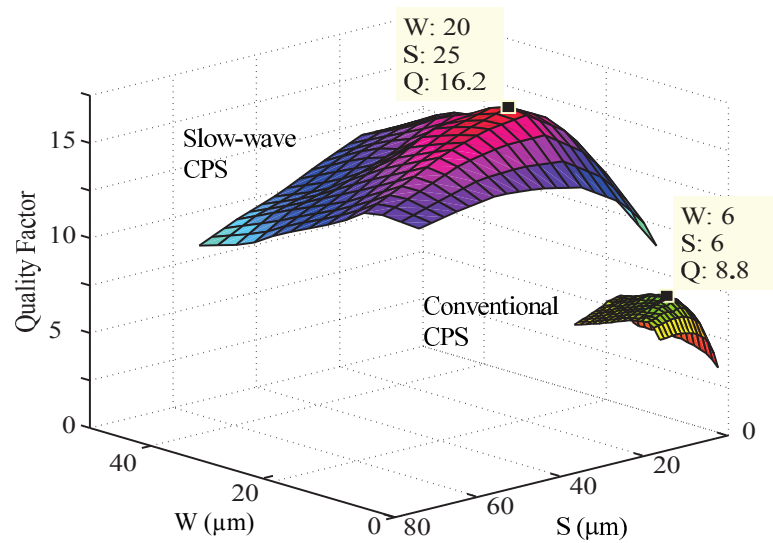 W: 20
S: 25
Q: 16.2
Slow-wave
CPS
W: 6
S: 6
Q: 8.8
Conventional
CPS
Quality Factor
15
10
5
0
40
20
0
W (µm)
80
60
40
20
0
S (µm)